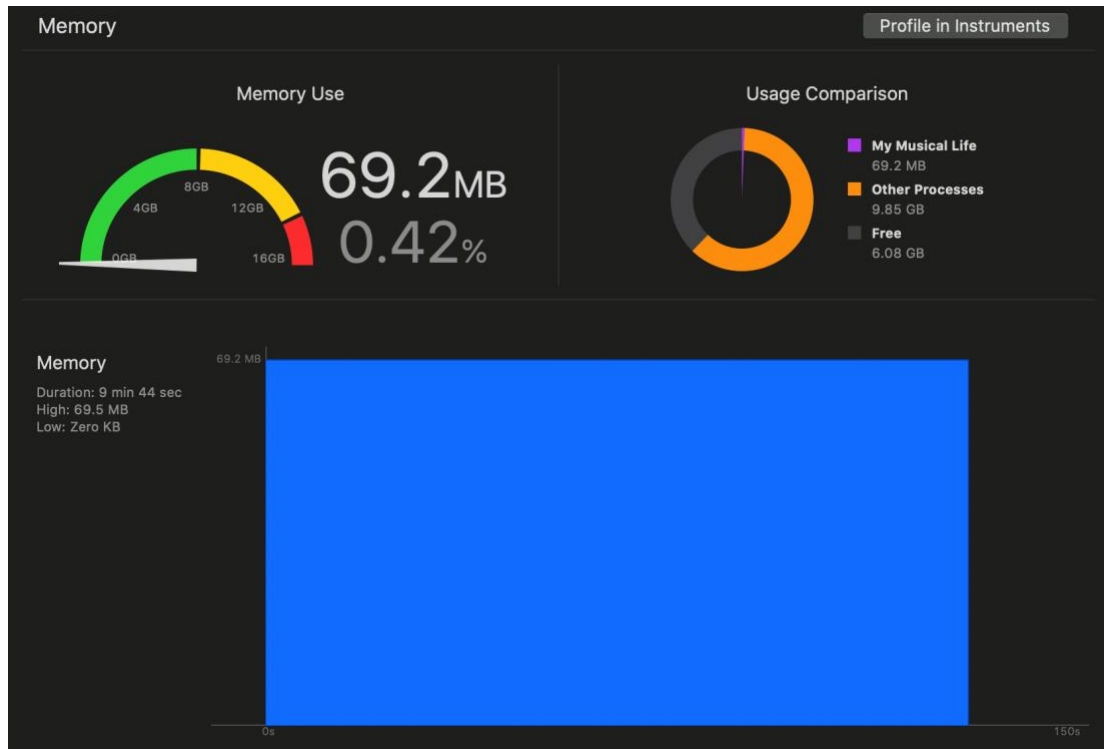 Memory
Profile in Instruments
Memory Use
0GB
4GB
8GB
12GB
16GB
69.2MB
0.42%
Usage Comparison
My Musical Life
69.2 MB
Other Processes
9.85 GB
Free
6.08 GB
Memory
Duration: 9 min 44 sec
High: 69.5 MB
Low: Zero KB
69.2 MB
0s
150s